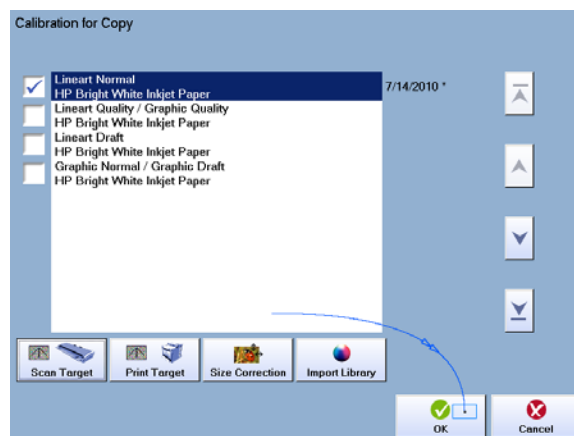 Calibration for Copy
Lineart Normal
HP Bright White Inkjet Paper
7/14/2010 *
Lineart Quality / Graphic Quality
HP Bright White Inkjet Paper
Lineart Draft
HP Bright White Inkjet Paper
Graphic Normal / Graphic Draft
HP Bright White Inkjet Paper
Scan Target
Print Target
Size Correction
Import Library
OK
Cancel